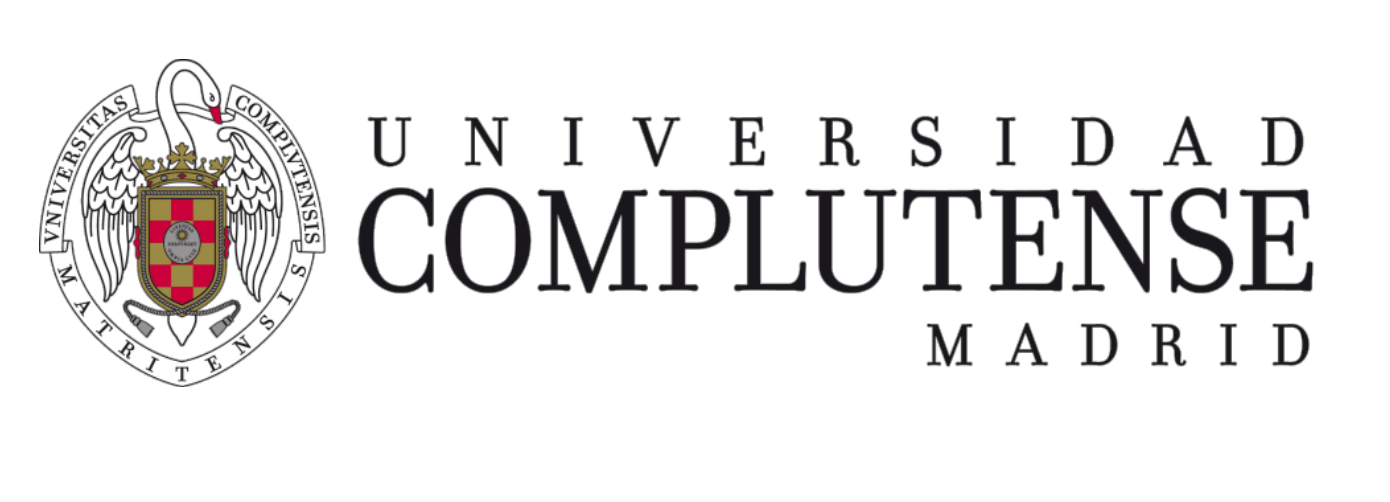 VNIVERSITAS COMPLVTENSIS
MATRITENSIS
UNIVERSIDAD
COMPLUTENSE
MADRID